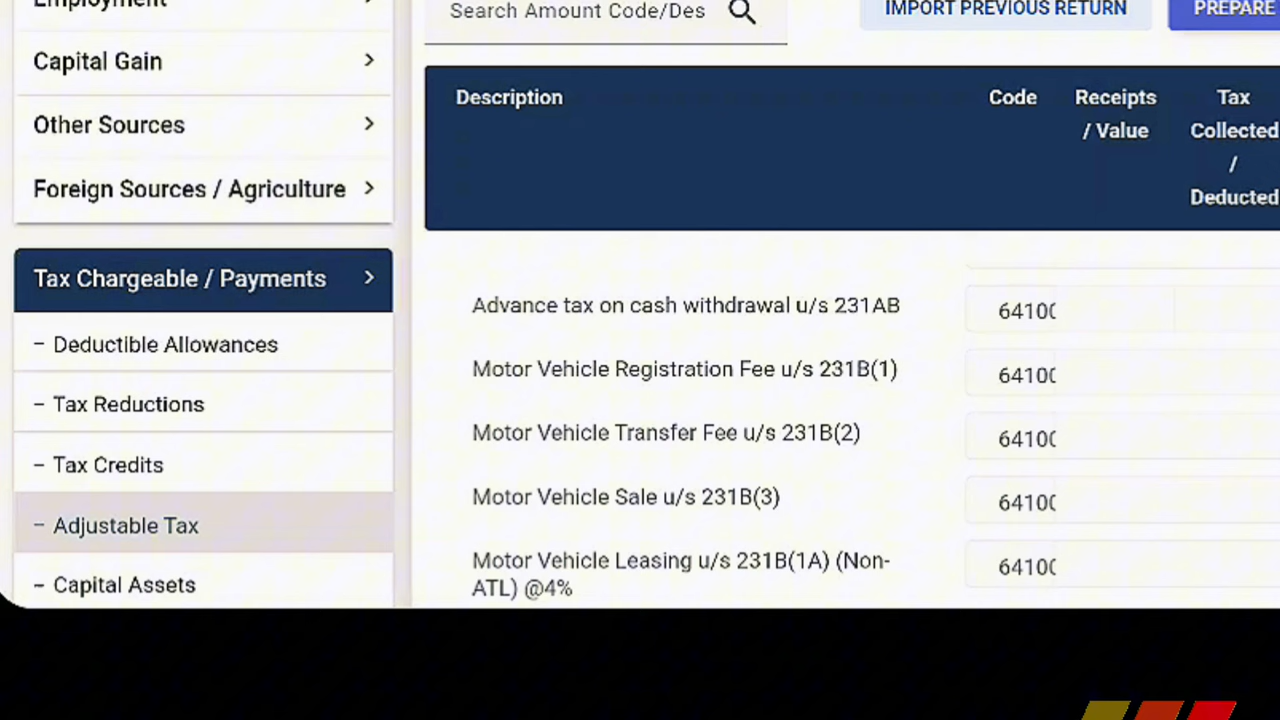 Employment
Search Amount Code/Des
IMPORT PREVIOUS RETURN
PREPARE
Capital Gain
Other Sources
Foreign Sources / Agriculture
Tax Chargeable / Payments
– Deductible Allowances
– Tax Reductions
– Tax Credits
– Adjustable Tax
– Capital Assets
Description
Code
Receipts
/ Value
Tax
Collected
/
Deducted
Advance tax on cash withdrawal u/s 231AB
6410
Motor Vehicle Registration Fee u/s 231B(1)
6410
Motor Vehicle Transfer Fee u/s 231B(2)
6410
Motor Vehicle Sale u/s 231B(3)
6410
Motor Vehicle Leasing u/s 231B(1A) (Non-
ATL) @4%
6410